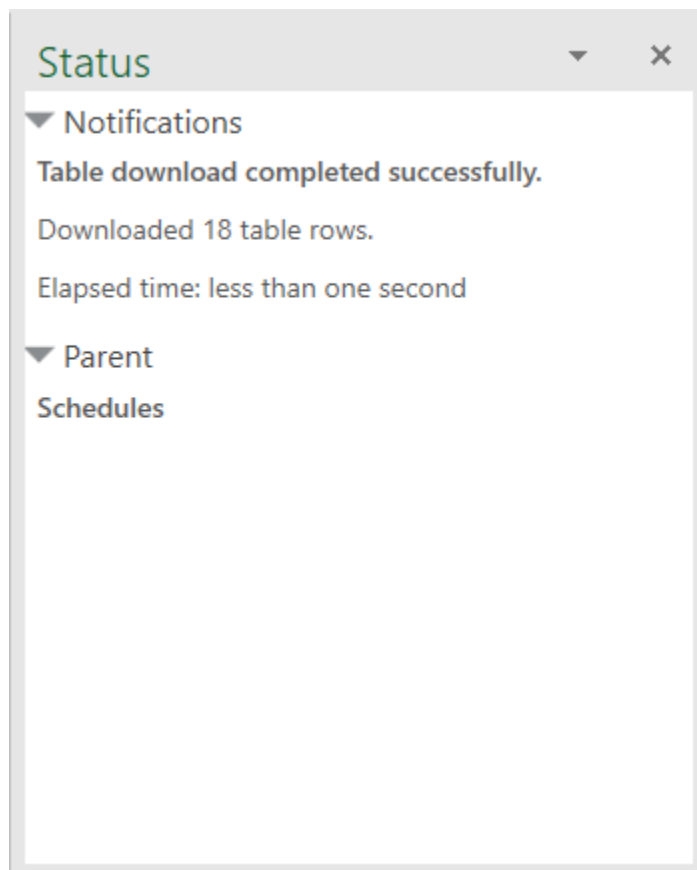 Status
Notifications
Table download completed successfully.
Downloaded 18 table rows.
Elapsed time: less than one second
Parent
Schedules